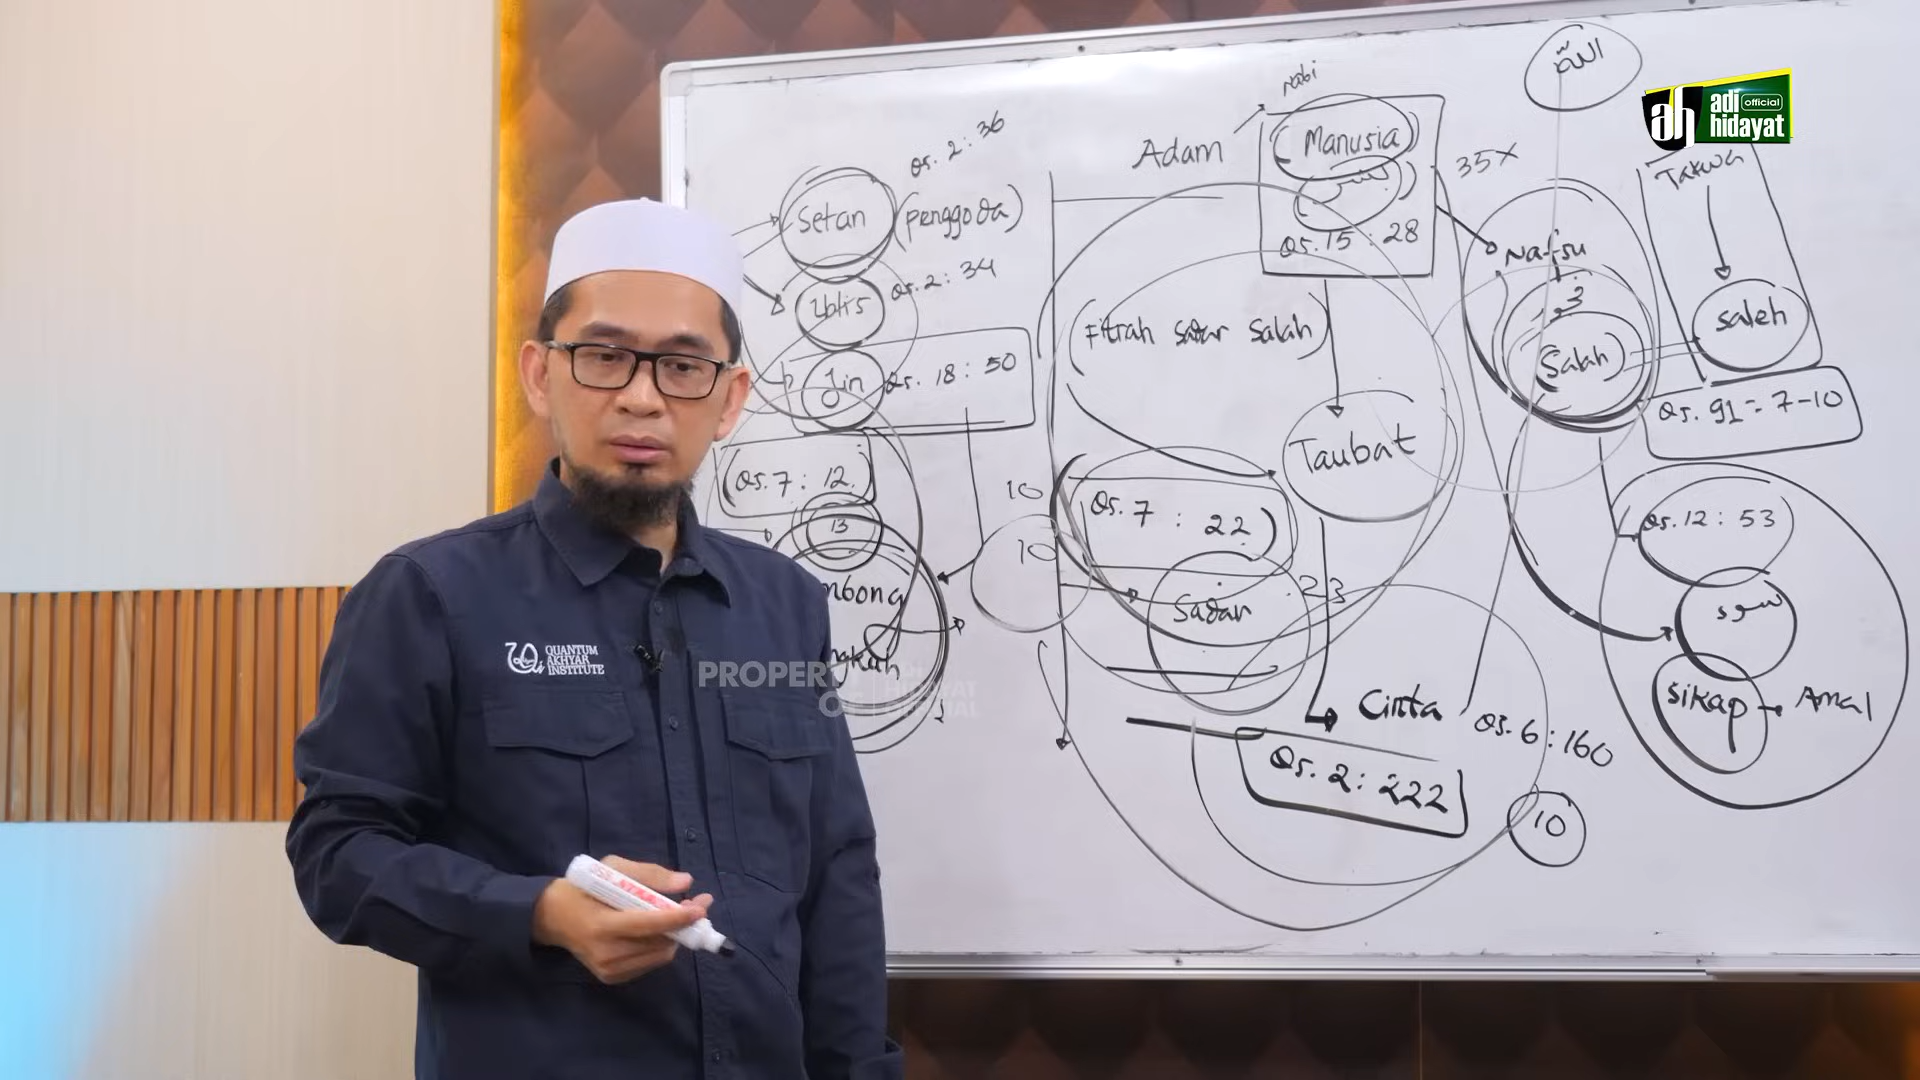 adi official
hidayat
ah
Nabi
الله
Adam
Manusia
35x
Takwa
Qs. 2 : 36
Setan (penggoda)
Qs. 15 : 28
Nafsu
Iblis
Qs. 2 : 34
3
Saleh
Fitrah sadar salah
Salah
Jin
Qs. 18 : 50
Qs. 91 : 7-10
Taubat
Qs. 7 : 12
13
10
Qs. 7 : 22
Qs. 12 : 53
10
Sadar
: 23
سوء
Sikap → Amal
Cinta
Qs. 6 : 160
Qs. 2 : 222
10
QUANTUM
AKHYAR
INSTITUTE